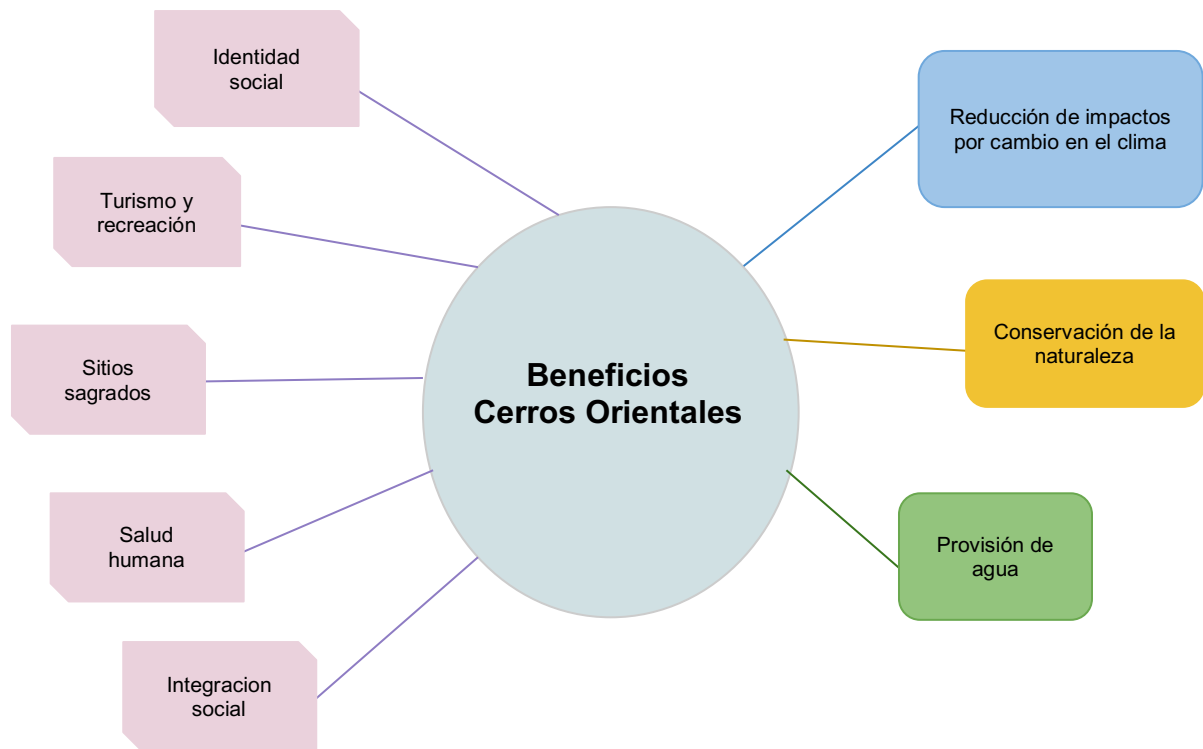 Identidad
social
Turismo y
recreación
Sitios
sagrados
Salud
humana
Integracion
social
Beneficios
Cerros Orientales
Reducción de impactos
por cambio en el clima
Conservación de la
naturaleza
Provisión de
agua